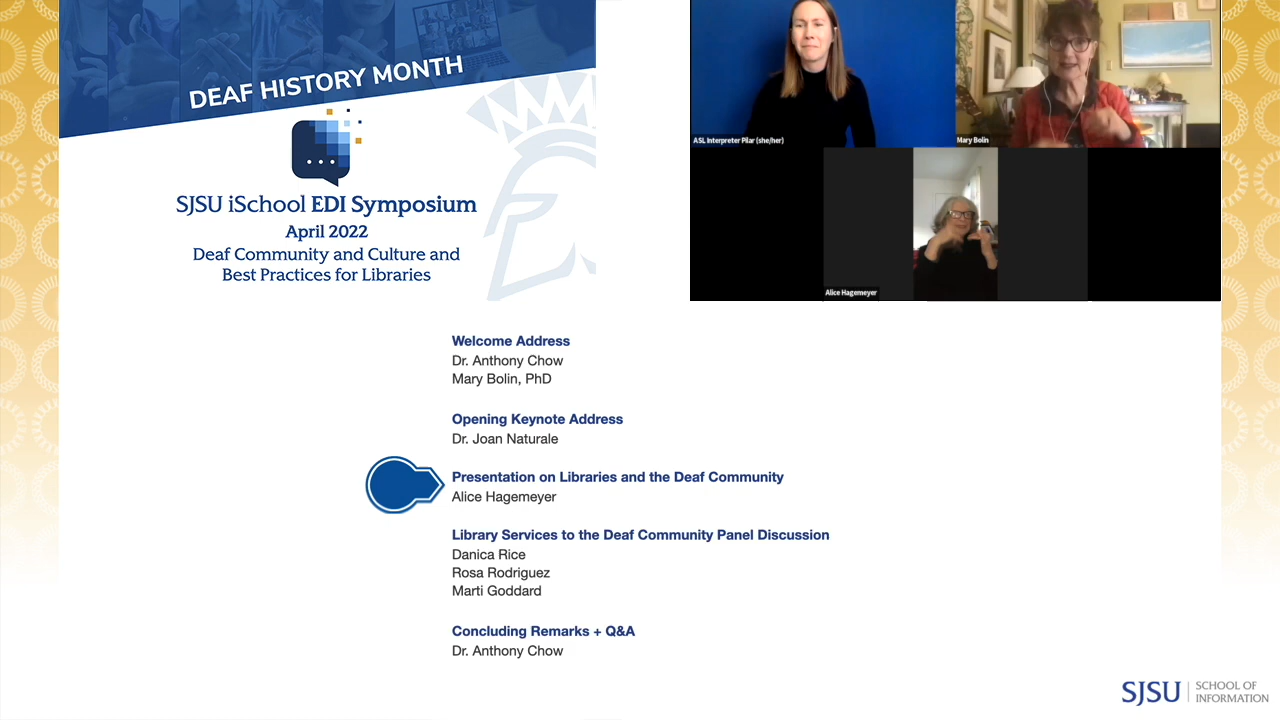 DEAF HISTORY MONTH
SJSU iSchool EDI Symposium
April 2022
Deaf Community and Culture and
Best Practices for Libraries
ASL Interpreter Pilar (she/her)
Mary Bolin
Alice Hagemeyer
Welcome Address
Dr. Anthony Chow
Mary Bolin, PhD
Opening Keynote Address
Dr. Joan Naturale
Presentation on Libraries and the Deaf Community
Alice Hagemeyer
Library Services to the Deaf Community Panel Discussion
Danica Rice
Rosa Rodriguez
Marti Goddard
Concluding Remarks + Q&A
Dr. Anthony Chow
SJSU SCHOOL OF
INFORMATION